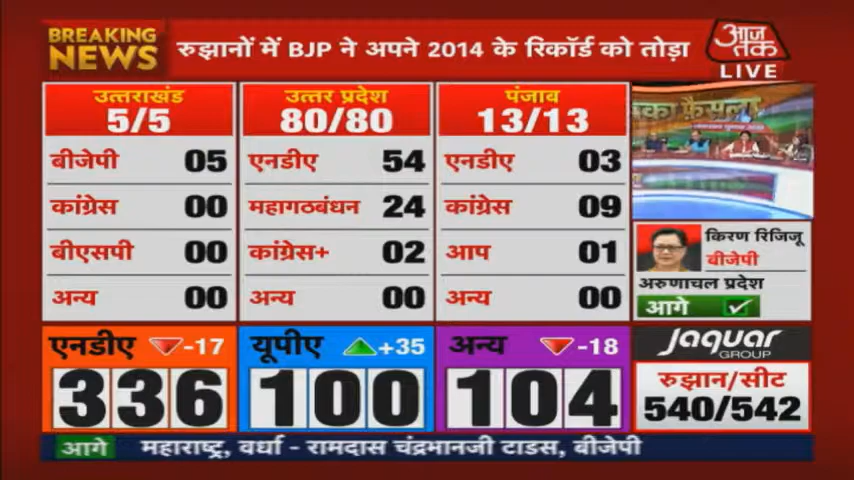 BREAKING
NEWS
रुझानों में BJP ने अपने 2014 के रिकॉर्ड को तोड़ा
आज
तक
LIVE
उत्तराखंड
5/5
बीजेपी 05
कांग्रेस 00
बीएसपी 00
अन्य 00
उत्तर प्रदेश
80/80
एनडीए 54
महागठबंधन 24
कांग्रेस+ 02
अन्य 00
पंजाब
13/13
एनडीए 03
कांग्रेस 09
आप 01
अन्य 00
फ़ैसला
किरण रिजिजू
बीजेपी
अरुणाचल प्रदेश
आगे
एनडीए -17
336
यूपीए +35
100
अन्य -18
104
JAQUAR
GROUP
रुझान/सीट
540/542
आगे महाराष्ट्र, वर्धा - रामदास चंद्रभानजी टाडस, बीजेपी